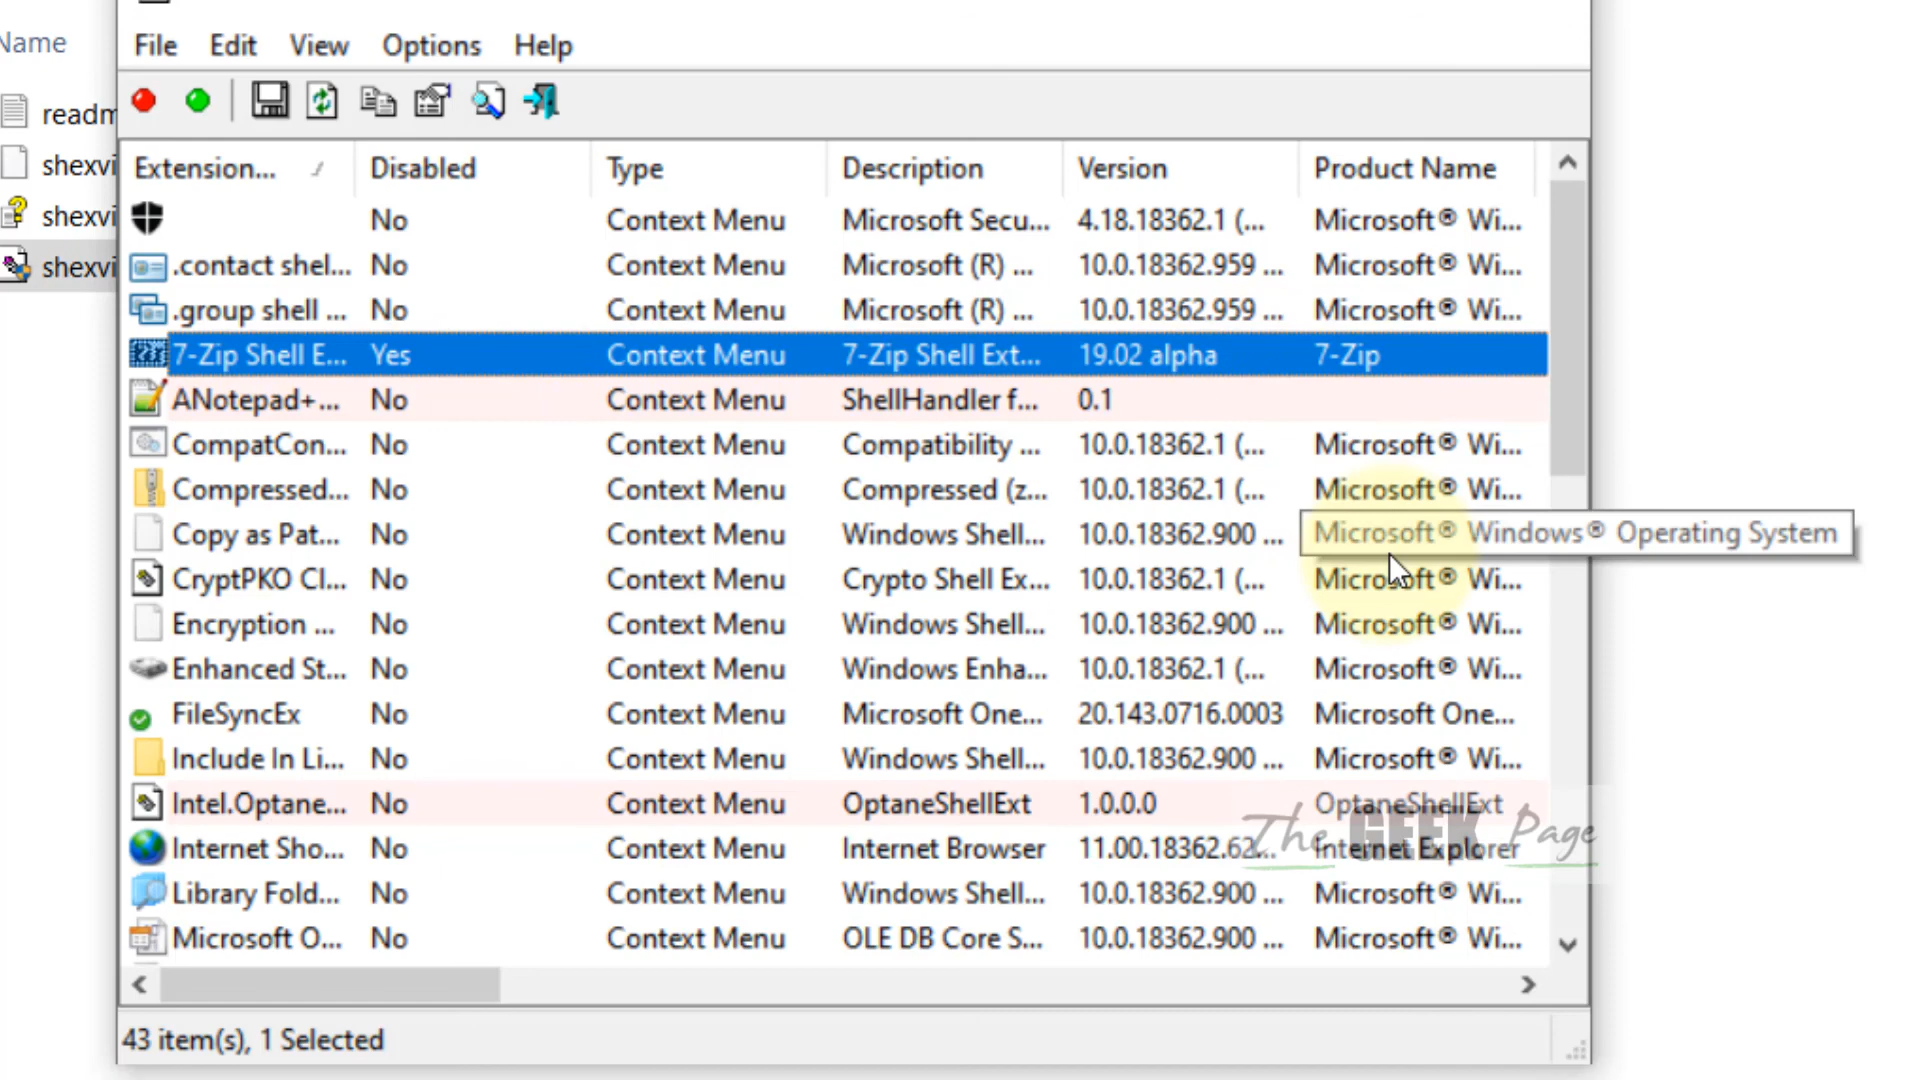 Name
readm
shexvi
shexvi
shexvi
File Edit View Options Help
Extension... Disabled Type Description Version Product Name
No Context Menu Microsoft Secu... 4.18.18362.1 (... Microsoft® Wi...
.contact shel... No Context Menu Microsoft (R) ... 10.0.18362.959 ... Microsoft® Wi...
.group shell ... No Context Menu Microsoft (R) ... 10.0.18362.959 ... Microsoft® Wi...
7-Zip Shell E... Yes Context Menu 7-Zip Shell Ext... 19.02 alpha 7-Zip
ANotepad+... No Context Menu ShellHandler f... 0.1
CompatCon... No Context Menu Compatibility ... 10.0.18362.1 (... Microsoft® Wi...
Compressed... No Context Menu Compressed (z... 10.0.18362.1 (... Microsoft® Wi...
Copy as Pat... No Context Menu Windows Shell... 10.0.18362.900 ... Microsoft® Windows® Operating System
CryptPKO Cl... No Context Menu Crypto Shell Ex... 10.0.18362.1 (... Microsoft® Wi...
Encryption ... No Context Menu Windows Shell... 10.0.18362.900 ... Microsoft® Wi...
Enhanced St... No Context Menu Windows Enha... 10.0.18362.1 (... Microsoft® Wi...
FileSyncEx No Context Menu Microsoft One... 20.143.0716.0003 Microsoft One...
Include In Li... No Context Menu Windows Shell... 10.0.18362.900 ... Microsoft® Wi...
Intel.Optane... No Context Menu OptaneShellExt 1.0.0.0 OptaneShellExt
The GEEK Page
Internet Sho... No Context Menu Internet Browser 11.00.18362.62... Internet Explorer
Library Fold... No Context Menu Windows Shell... 10.0.18362.900 ... Microsoft® Wi...
Microsoft O... No Context Menu OLE DB Core S... 10.0.18362.900 ... Microsoft® Wi...
43 item(s), 1 Selected